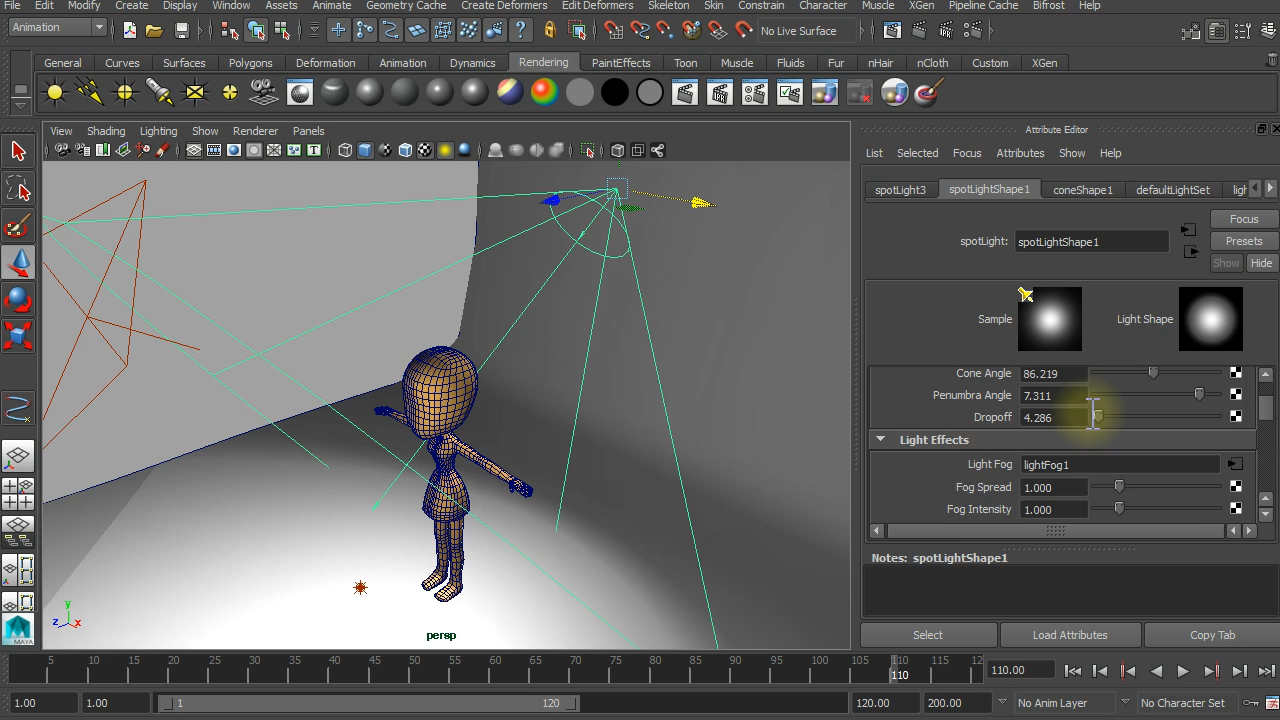 File Edit Modify Create Display Window Assets Animate Geometry Cache Create Deformers Edit Deformers Skeleton Skin Constrain Character Muscle XGen Pipeline Cache Bifrost Help
Animation
No Live Surface
General Curves Surfaces Polygons Deformation Animation Dynamics Rendering PaintEffects Toon Muscle Fluids Fur nHair nCloth Custom XGen
View Shading Lighting Show Renderer Panels
Attribute Editor
List Selected Focus Attributes Show Help
spotLight3 spotLightShape1 coneShape1 defaultLightSet
spotLight: spotLightShape1
Focus
Presets
Show Hide
Sample
Light Shape
Cone Angle 86.219
Penumbra Angle 7.311
Dropoff 4.286
Light Effects
Light Fog lightFog1
Fog Spread 1.000
Fog Intensity 1.000
Notes: spotLightShape1
Select Load Attributes Copy Tab
y
z x
MAYA
persp
5 10 15 20 25 30 35 40 45 50 55 60 65 70 75 80 85 90 95 100 105 110 115 12
110
110.00
1.00 1.00 1 120 120.00 200.00 No Anim Layer No Character Set